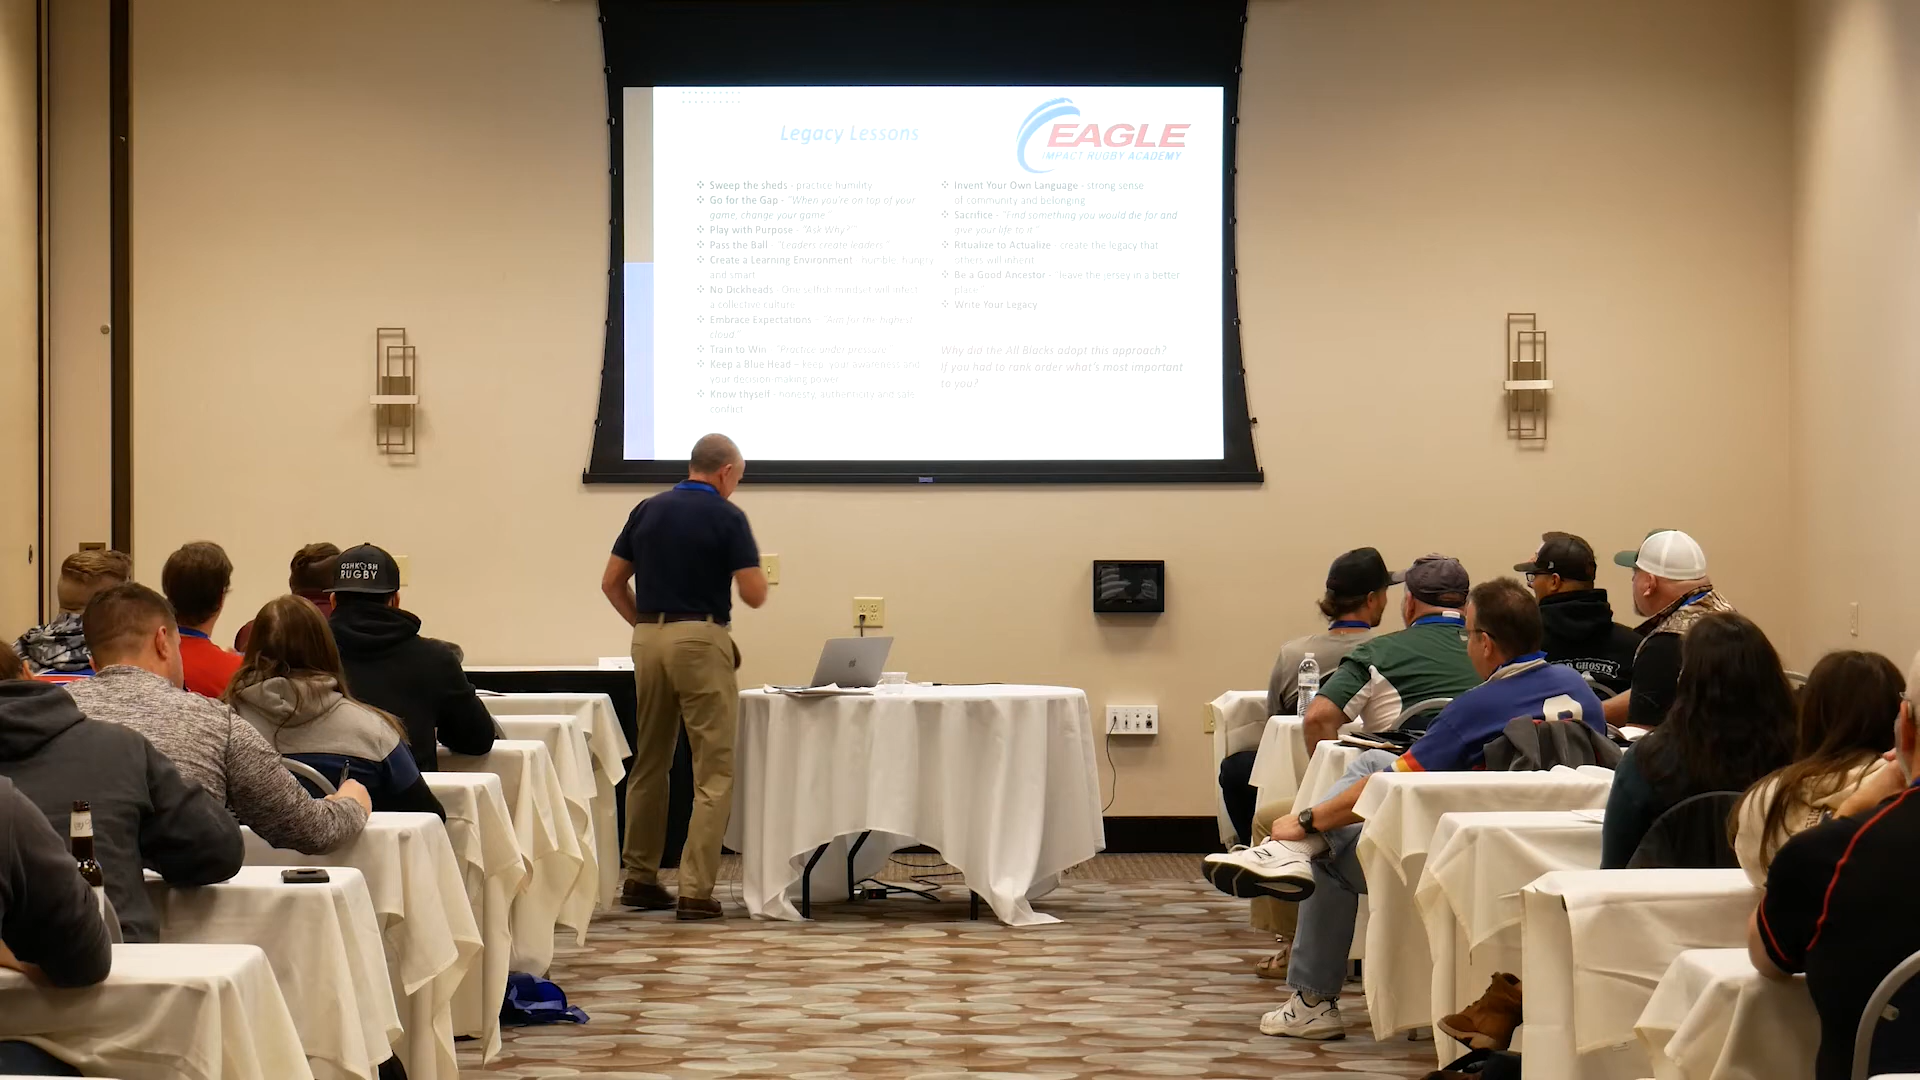 Legacy Lessons
EAGLE
IMPACT RUGBY ACADEMY
❖ Sweep the sheds - practice humility
❖ Go for the Gap - "When you're on top of your
game, change your game."
❖ Play with Purpose - "Ask Why?"
❖ Pass the Ball - "Leaders create leaders"
❖ Create a Learning Environment - humble, hungry
and smart
❖ No Dickheads - One selfish mindset will infect
a collective culture
❖ Embrace Expectations - "Aim for the highest
cloud."
❖ Train to Win - "Practice under pressure
❖ Keep a Blue Head - keep your awareness and
your decision making power
❖ Know thyself - honesty, authenticity and safe
contact
❖ Invent Your Own Language - strong sense
of community and belonging
❖ Sacrifice - "Find something you would die for and
give your life to it."
❖ Ritualize to Actualize - create the legacy that
others will inherit
❖ Be a Good Ancestor - "leave the jersey in a better
place."
❖ Write Your Legacy
Why did the All Blacks adopt this approach?
If you had to rank order what's most important
to you?
OSHKOSH
RUGBY
GHOSTS